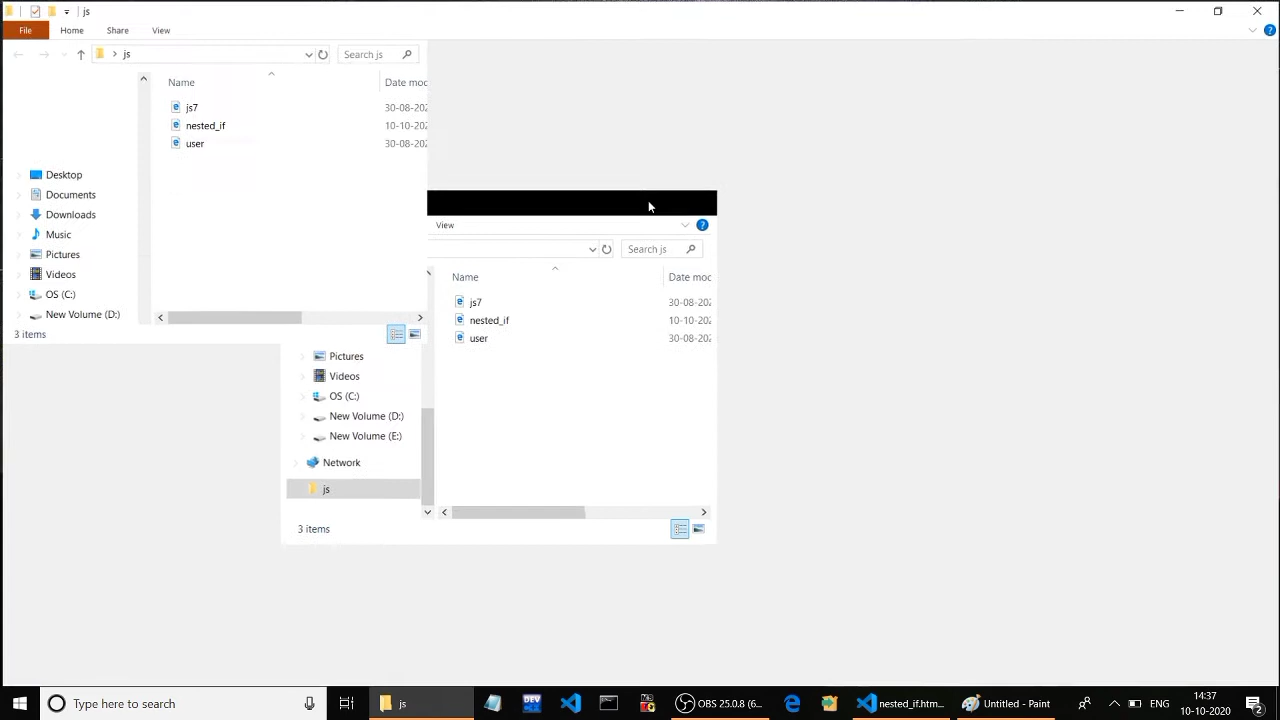 js
File Home Share View
js Search js
Name Date mod
js7 30-08-202
nested_if 10-10-202
user 30-08-202
Desktop
Documents
Downloads
Music
Pictures
Videos
OS (C:)
New Volume (D:)
3 items
View
Search js
Name Date mod
js7 30-08-202
nested_if 10-10-202
user 30-08-202
Pictures
Videos
OS (C:)
New Volume (D:)
New Volume (E:)
Network
js
3 items
Type here to search
js
DEV
OBS 25.0.8 (6...
nested_if.htm...
Untitled - Paint
ENG
14:37
10-10-2020
2